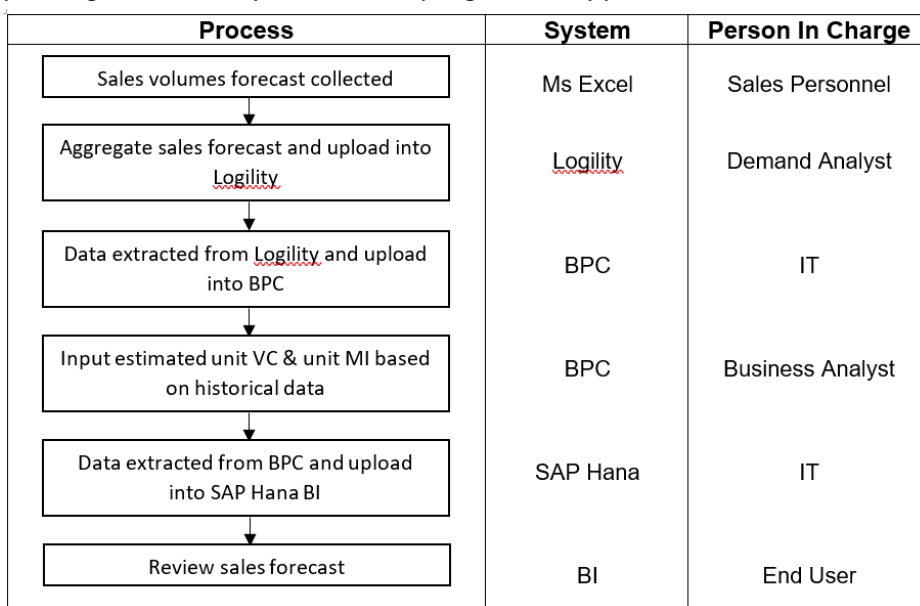 Process System Person In Charge
Sales volumes forecast collected Ms Excel Sales Personnel
Aggregate sales forecast and upload into
Logility
Logility Demand Analyst
Data extracted from Logility and upload
into BPC
BPC IT
Input estimated unit VC & unit MI based
on historical data
BPC Business Analyst
Data extracted from BPC and upload
into SAP Hana BI
SAP Hana IT
Review sales forecast
BI End User